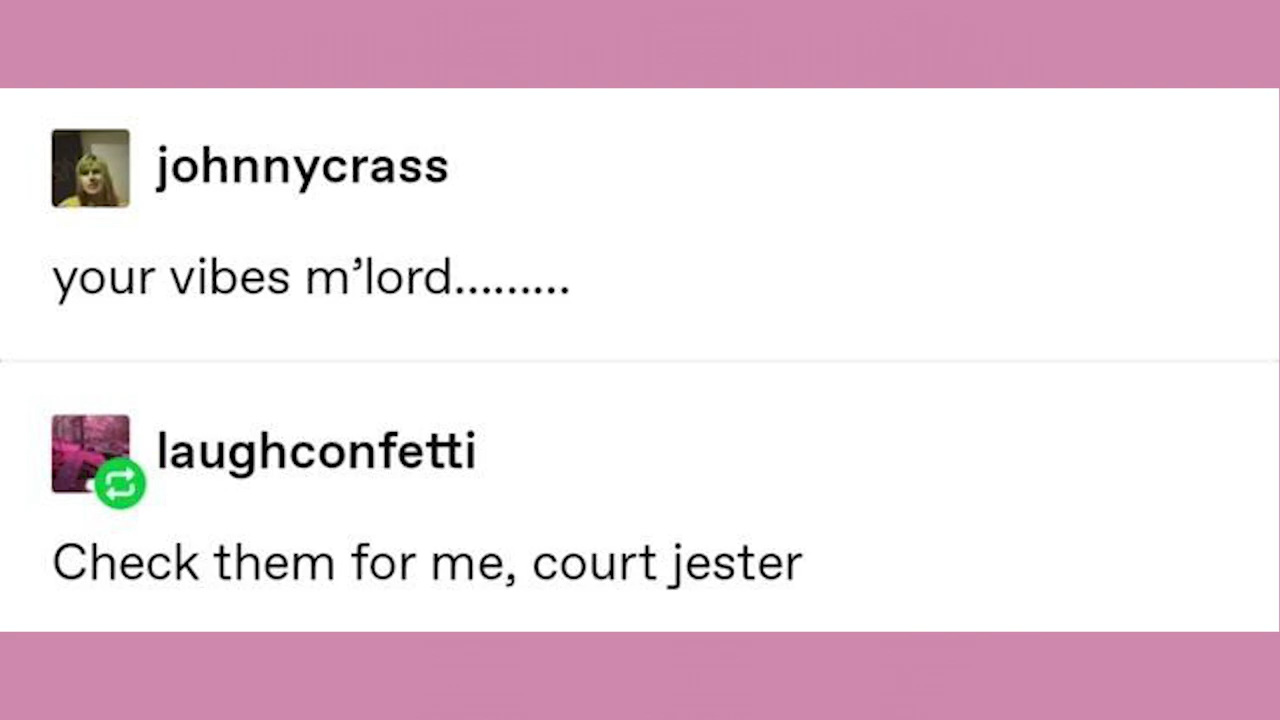 johnnycrass
your vibes m’lord.........
laughconfetti
Check them for me, court jester